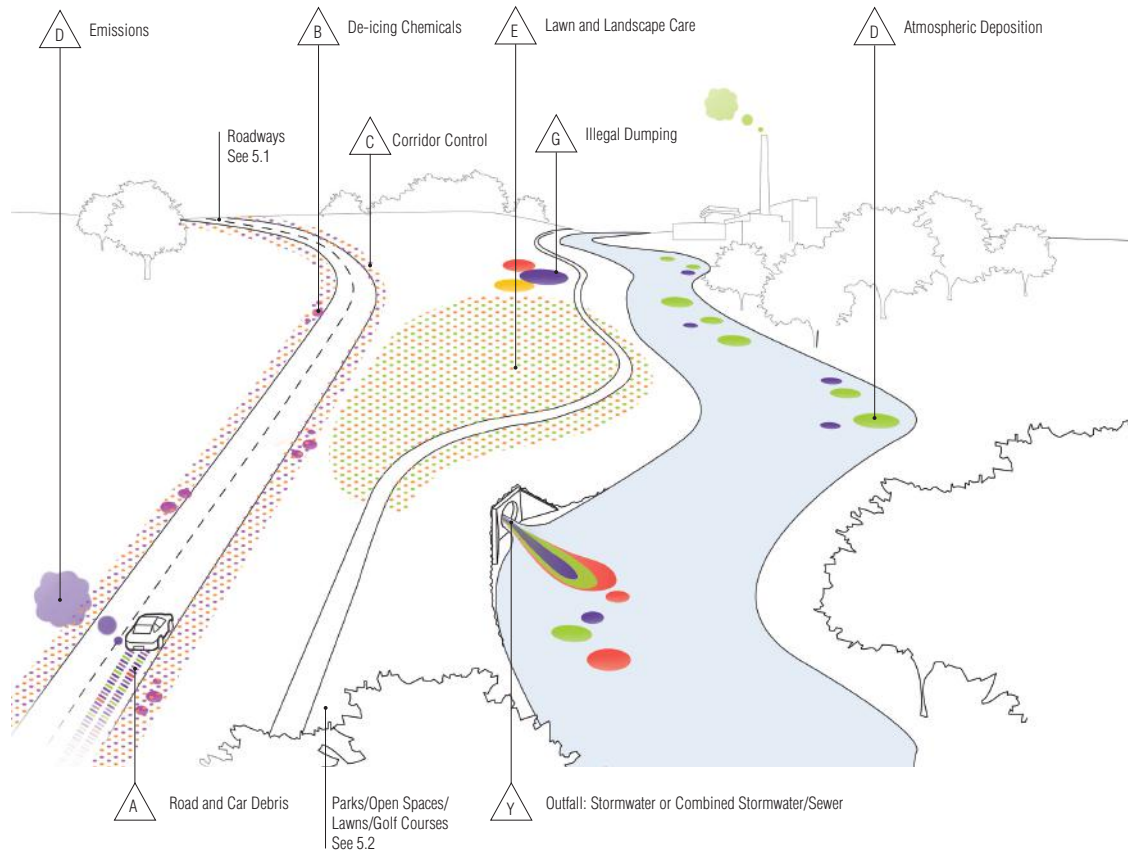 D
Emissions
B
De-icing Chemicals
E
Lawn and Landscape Care
D
Atmospheric Deposition
Roadways
See 5.1
C
Corridor Control
G
Illegal Dumping
A
Road and Car Debris
Parks/Open Spaces/
Lawns/Golf Courses
See 5.2
Y
Outfall: Stormwater or Combined Stormwater/Sewer